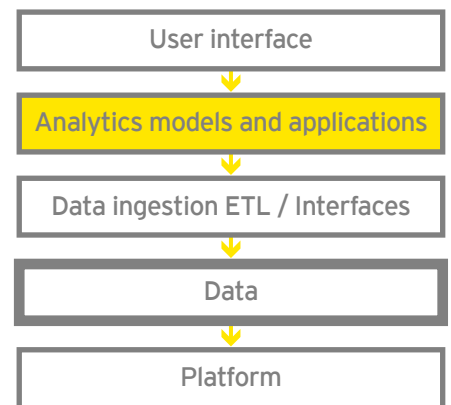 User interface
Analytics models and applications
Data ingestion ETL / Interfaces
Data
Platform